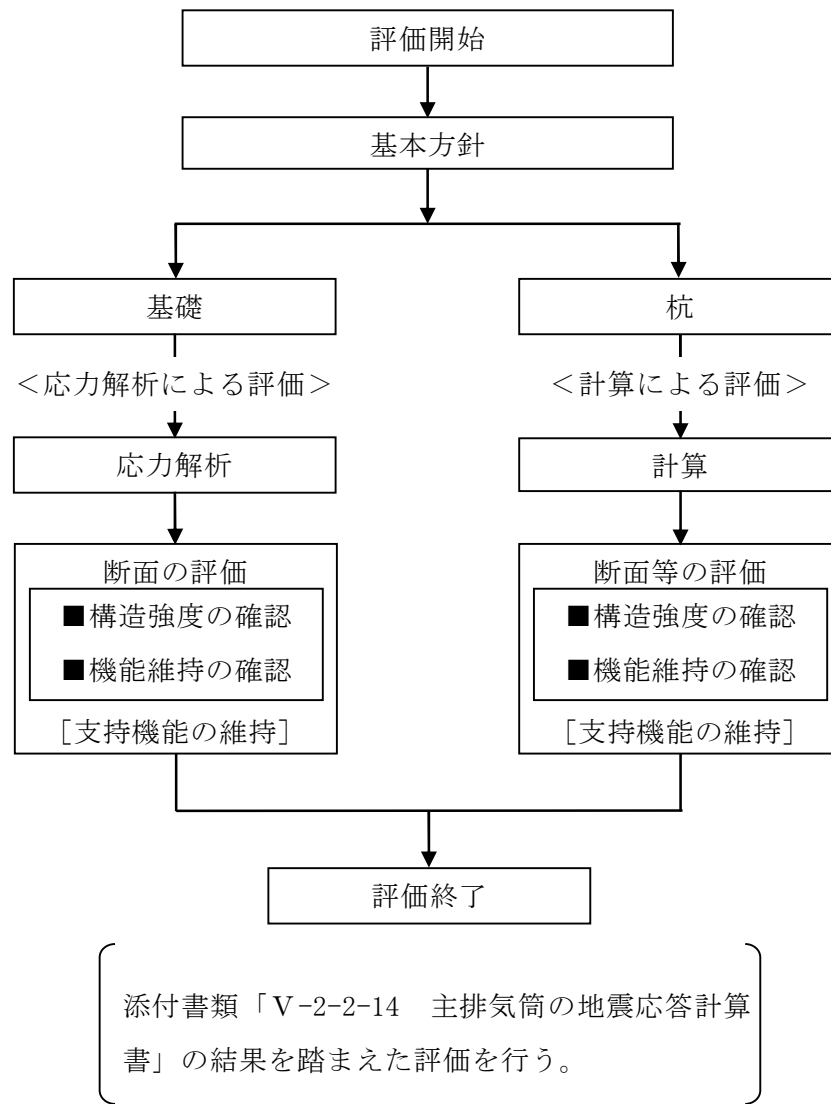 評価開始
基本方針
基礎
＜応力解析による評価＞
応力解析
断面の評価
■構造強度の確認
■機能維持の確認
［支持機能の維持］
杭
＜計算による評価＞
計算
断面等の評価
■構造強度の確認
■機能維持の確認
［支持機能の維持］
評価終了
添付書類「Ⅴ-2-2-14　主排気筒の地震応答計算
書」の結果を踏まえた評価を行う。